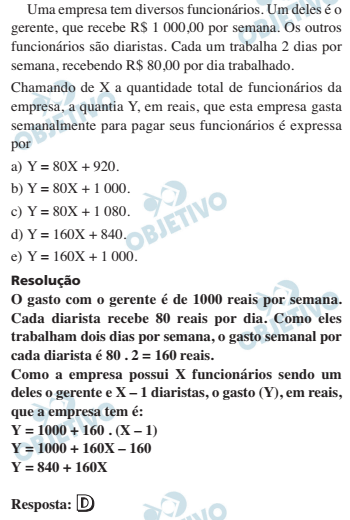 Uma empresa tem diversos funcionários. Um deles é o
gerente, que recebe R$ 1 000,00 por semana. Os outros
funcionários são diaristas. Cada um trabalha 2 dias por
semana, recebendo R$ 80,00 por dia trabalhado.
Chamando de X a quantidade total de funcionários da
empresa, a quantia Y, em reais, que esta empresa gasta
semanalmente para pagar seus funcionários é expressa
por
a) Y = 80X + 920.
b) Y = 80X + 1 000.
c) Y = 80X + 1 080.
d) Y = 160X + 840.
e) Y = 160X + 1 000.
Resolução
O gasto com o gerente é de 1000 reais por semana.
Cada diarista recebe 80 reais por dia. Como eles
trabalham dois dias por semana, o gasto semanal por
cada diarista é 80 . 2 = 160 reais.
Como a empresa possui X funcionários sendo um
deles o gerente e X – 1 diaristas, o gasto (Y), em reais,
que a empresa tem é:
Y = 1000 + 160 . (X – 1)
Y = 1000 + 160X – 160
Y = 840 + 160X
Resposta: D
OBJETIVO